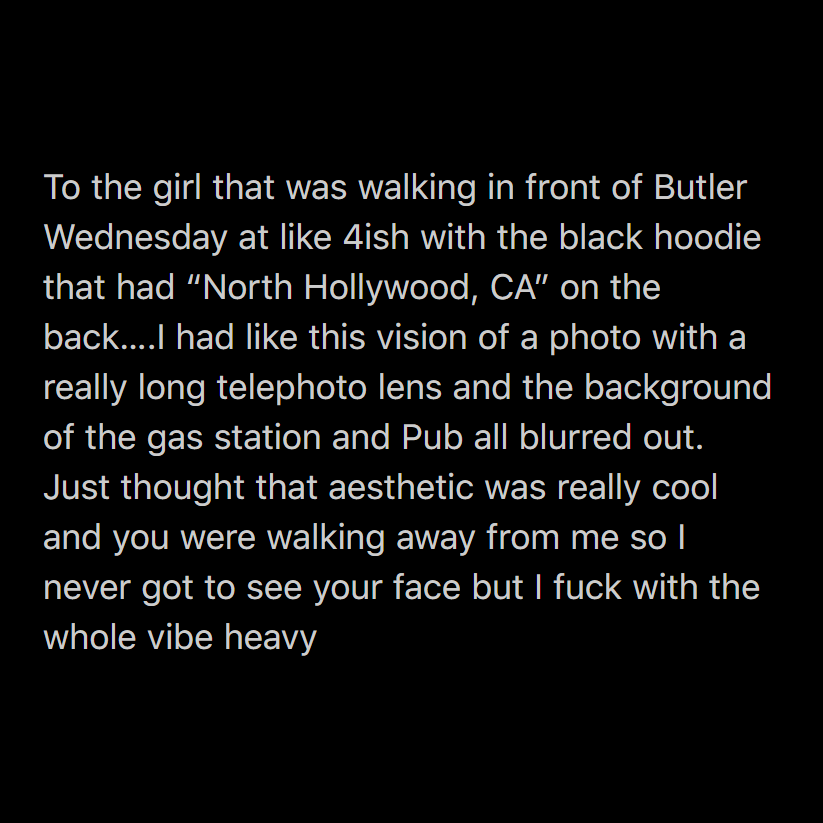 To the girl that was walking in front of Butler
Wednesday at like 4ish with the black hoodie
that had “North Hollywood, CA” on the
back....I had like this vision of a photo with a
really long telephoto lens and the background
of the gas station and Pub all blurred out.
Just thought that aesthetic was really cool
and you were walking away from me so I
never got to see your face but I fuck with the
whole vibe heavy